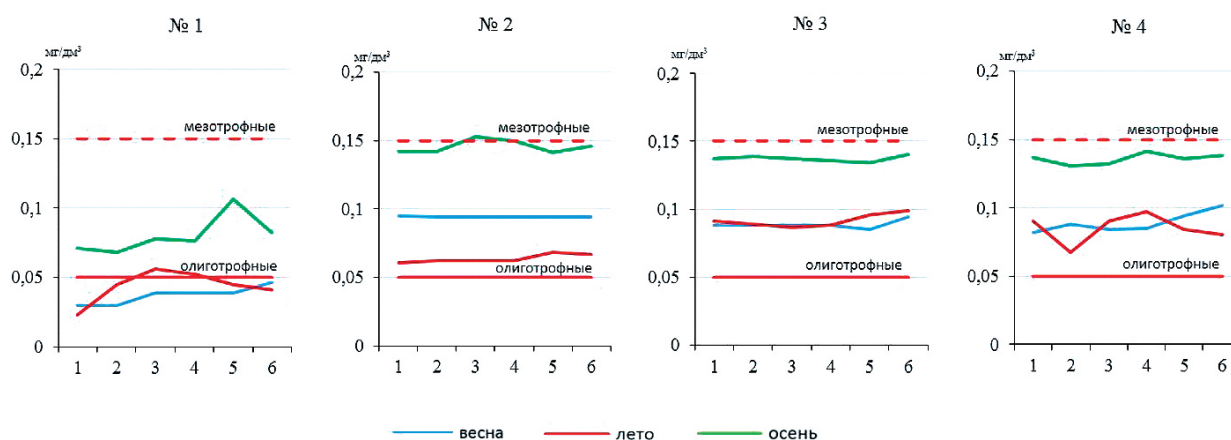 № 1
мг/дм³
0,2
0,15
0,1
0,05
0
мезотрофные
олиготрофные
1 2 3 4 5 6
№ 2
мг/дм³
0,2
0,15
0,1
0,05
0
мезотрофные
олиготрофные
1 2 3 4 5 6
№ 3
мг/дм³
0,2
0,15
0,1
0,05
0
мезотрофные
олиготрофные
1 2 3 4 5 6
№ 4
мг/дм³
0,2
0,15
0,1
0,05
0
мезотрофные
олиготрофные
1 2 3 4 5 6
весна лето осень